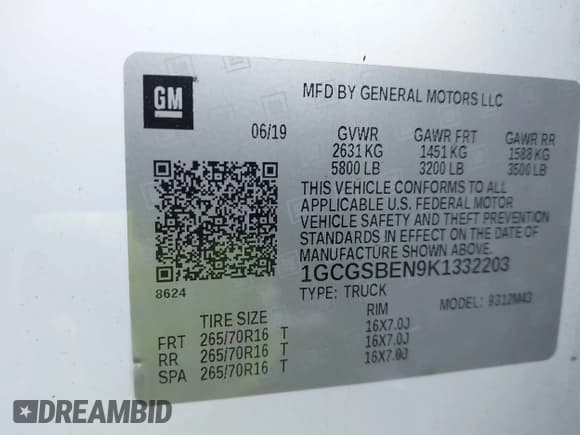 GM
MFD BY GENERAL MOTORS LLC
06/19 GVWR GAWR FRT GAWR RR
2631 KG 1451 KG 1588 KG
5800 LB 3200 LB 3500 LB
THIS VEHICLE CONFORMS TO ALL
APPLICABLE U.S. FEDERAL MOTOR
VEHICLE SAFETY AND THEFT PREVENTION
STANDARDS IN EFFECT ON THE DATE OF
MANUFACTURE SHOWN ABOVE.
1GCGSBEN9K1332203
8624
TYPE: TRUCK MODEL: 9312M43
TIRE SIZE RIM
FRT 265/70R16 T 16X7.0J
RR 265/70R16 T 16X7.0J
SPA 265/70R16 T 16X7.0J
DREAMBID